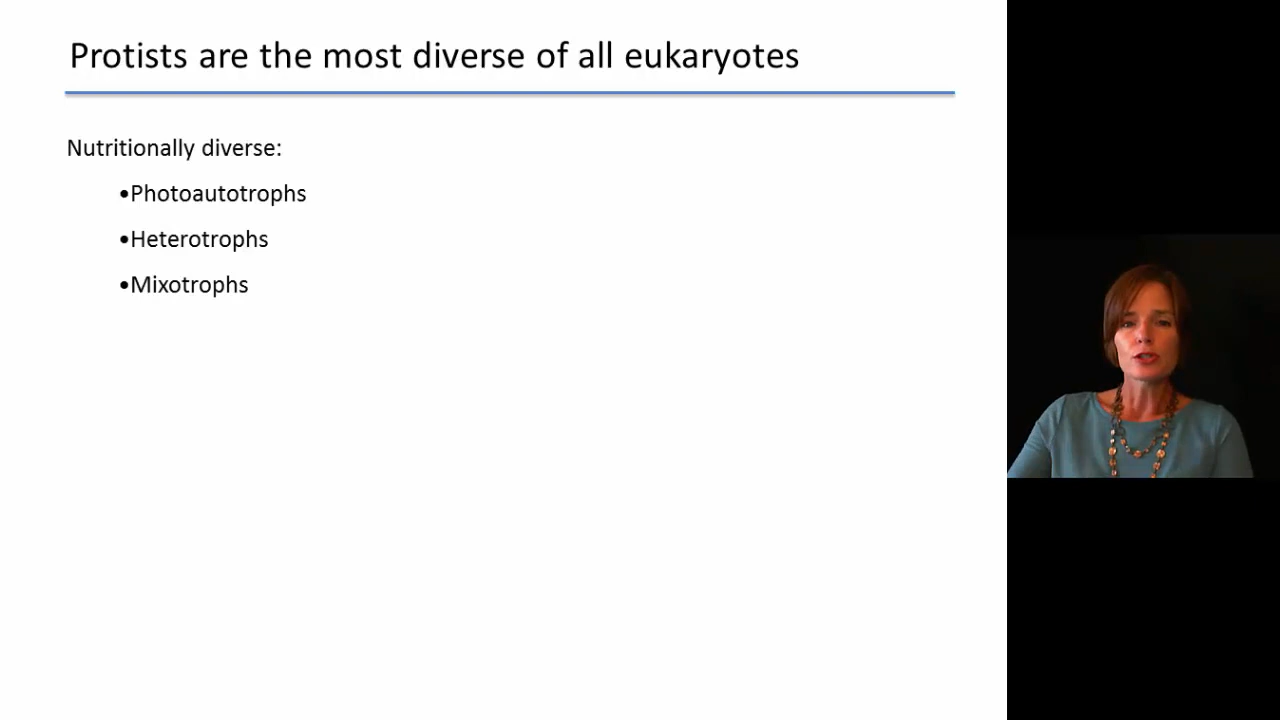 Protists are the most diverse of all eukaryotes
Nutritionally diverse:
•Photoautotrophs
•Heterotrophs
•Mixotrophs